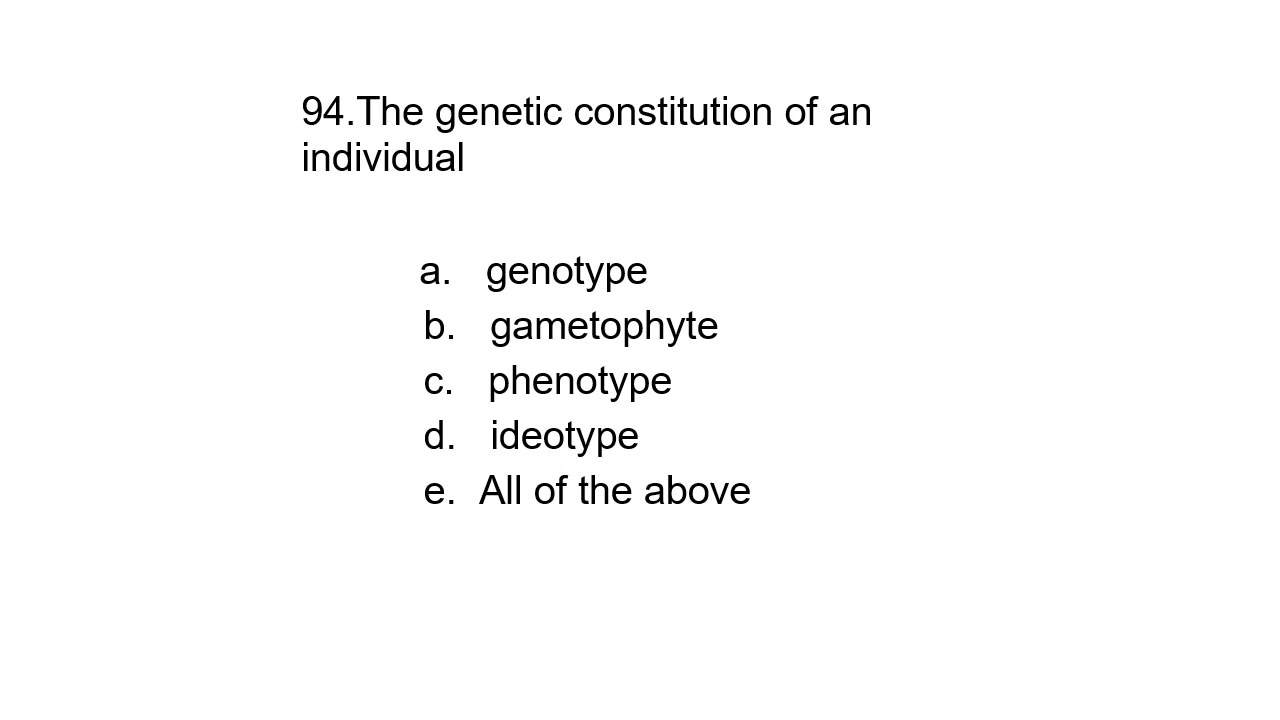 94.The genetic constitution of an
individual
a. genotype
b. gametophyte
c. phenotype
d. ideotype
e. All of the above